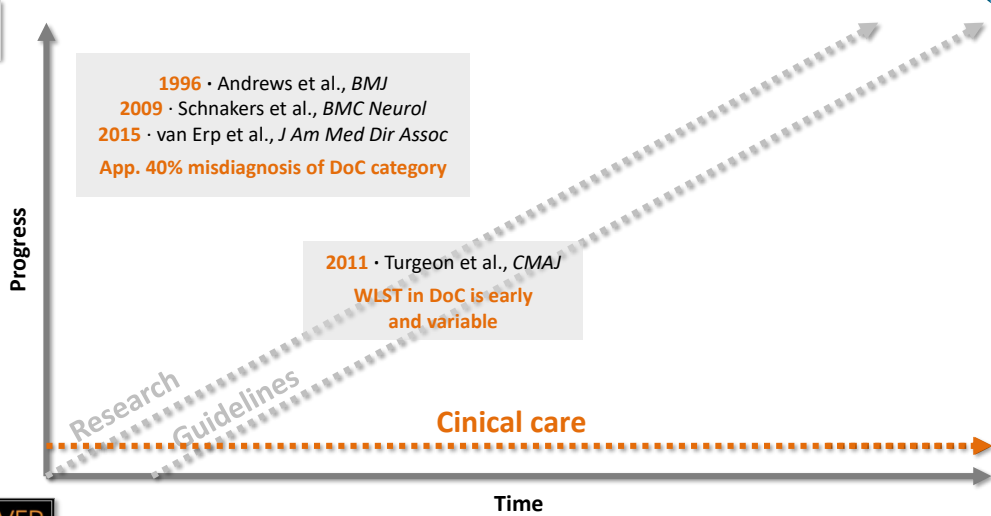 1996 · Andrews et al., BMJ
2009 · Schnakers et al., BMC Neurol
2015 · van Erp et al., J Am Med Dir Assoc
App. 40% misdiagnosis of DoC category
2011 · Turgeon et al., CMAJ
WLST in DoC is early
and variable
Progress
Research
Guidelines
Cinical care
Time